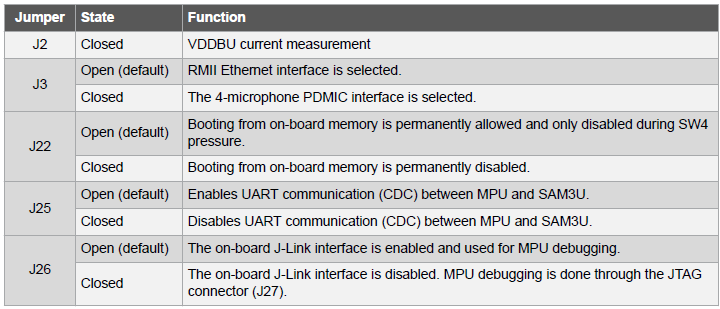 Jumper State Function
J2 Closed VDDBU current measurement
J3 Open (default) RMII Ethernet interface is selected.
Closed The 4-microphone PDMIC interface is selected.
J22 Open (default) Booting from on-board memory is permanently allowed and only disabled during SW4
pressure.
Closed Booting from on-board memory is permanently disabled.
J25 Open (default) Enables UART communication (CDC) between MPU and SAM3U.
Closed Disables UART communication (CDC) between MPU and SAM3U.
J26 Open (default) The on-board J-Link interface is enabled and used for MPU debugging.
Closed The on-board J-Link interface is disabled. MPU debugging is done through the JTAG
connector (J27).